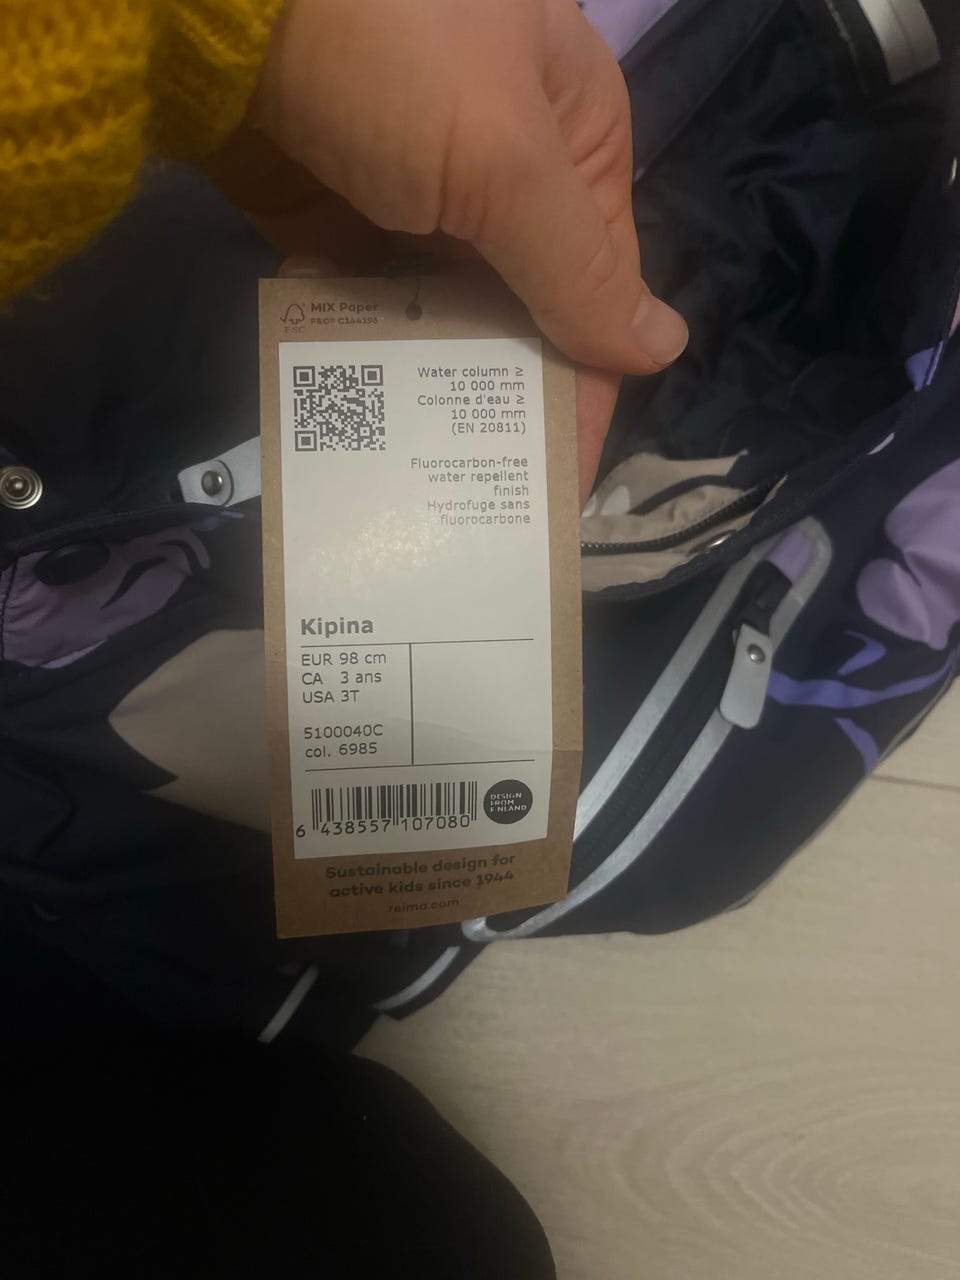 MIX Paper
FSC® C144196
FSC
Water column ≥
10 000 mm
Colonne d'eau ≥
10 000 mm
(EN 20811)
Fluorocarbon-free
water repellent
finish
Hydrofuge sans
fluorocarbone
Kipina
EUR 98 cm
CA 3 ans
USA 3T
5100040C
col. 6985
6 438557 107080
DESIGN
FROM
FINLAND
Sustainable design for
active kids since 1944
reima.com